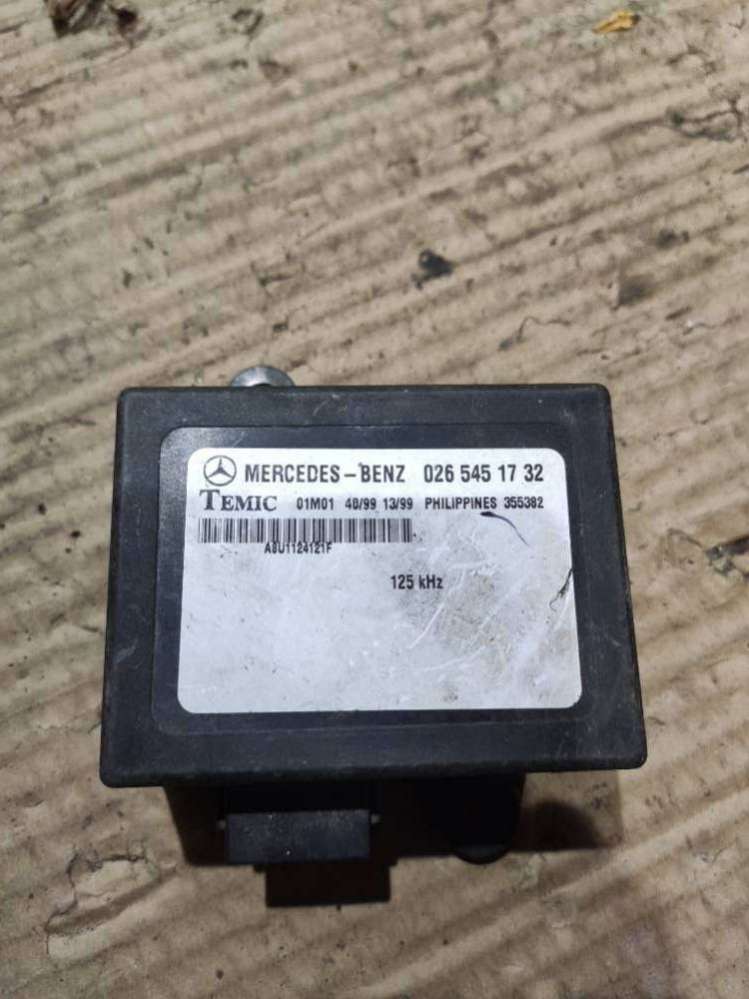 MERCEDES-BENZ 026 545 17 32
TEMIC 01M01 48/99 13/99 PHILIPPINES 355382
A8U1124121F
125 kHz